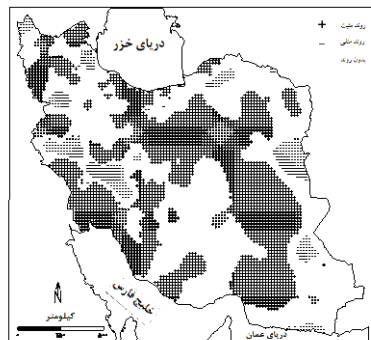 دریای خزر
روند مثبت
روند منفی
بدون روند
N
کیلومتر
خلیج فارس
دریای عمان